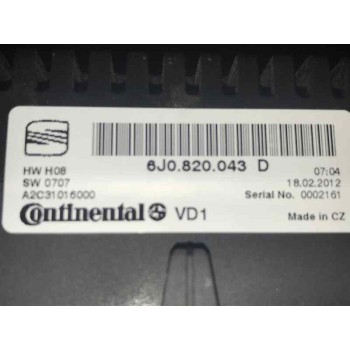 6J0.820.043 D
HW H08
07:04
SW 0707
18.02.2012
A2C31016000
Serial No. 0002161
Continental VD1
Made in CZ